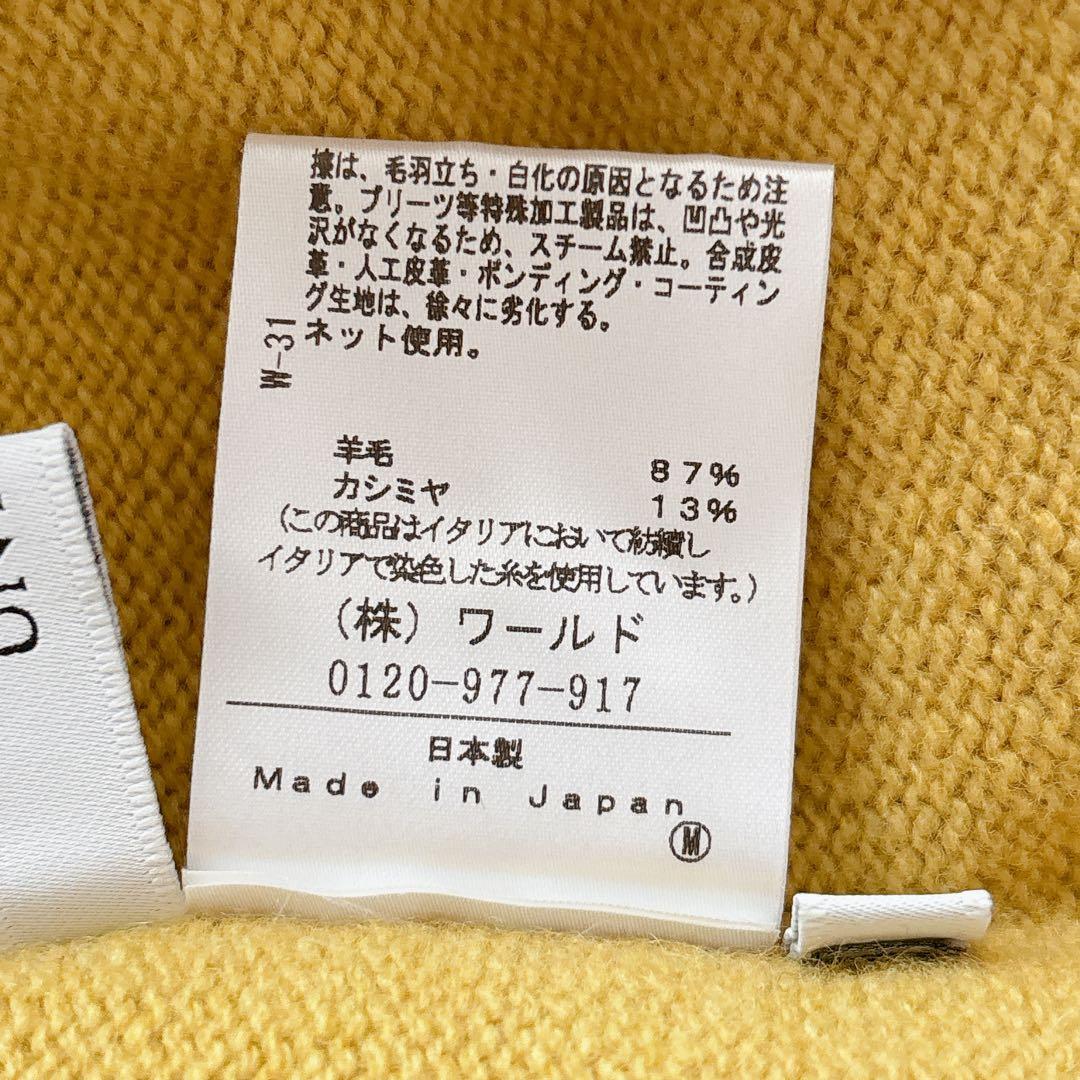 擦は、毛羽立ち・白化の原因となるため注
意。プリーツ等特殊加工製品は、凹凸や光
沢がなくなるため、スチーム禁止。合成皮
革・人工皮革・ボンディング・コーティン
グ生地は、徐々に劣化する。
ネット使用。
W-31
羊毛 87%
カシミヤ 13%
(この商品はイタリアにおいて紡績し
イタリアで染色した糸を使用しています。)
(株) ワールド
0120-977-917
日本製
Made in Japan
M